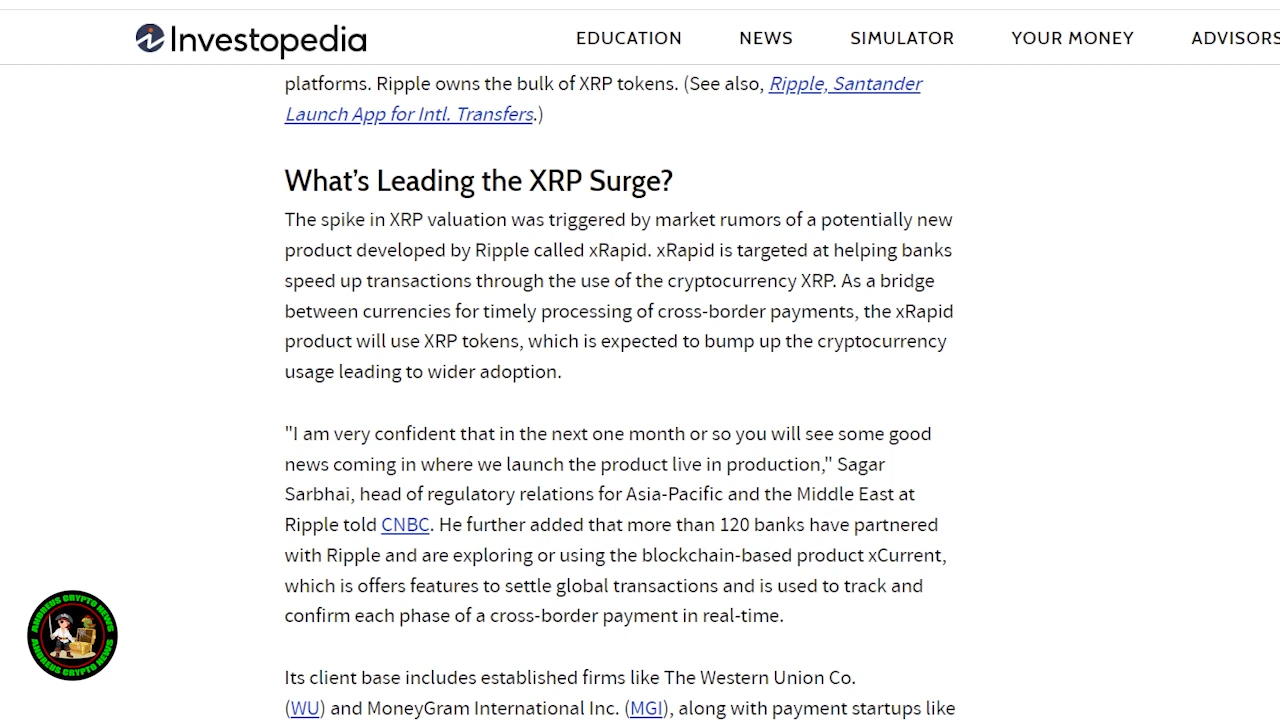 Investopedia
EDUCATION NEWS SIMULATOR YOUR MONEY ADVISORS
platforms. Ripple owns the bulk of XRP tokens. (See also, Ripple, Santander
Launch App for Intl. Transfers.)
What's Leading the XRP Surge?
The spike in XRP valuation was triggered by market rumors of a potentially new
product developed by Ripple called xRapid. xRapid is targeted at helping banks
speed up transactions through the use of the cryptocurrency XRP. As a bridge
between currencies for timely processing of cross-border payments, the xRapid
product will use XRP tokens, which is expected to bump up the cryptocurrency
usage leading to wider adoption.
"I am very confident that in the next one month or so you will see some good
news coming in where we launch the product live in production," Sagar
Sarbhai, head of regulatory relations for Asia-Pacific and the Middle East at
Ripple told CNBC. He further added that more than 120 banks have partnered
with Ripple and are exploring or using the blockchain-based product xCurrent,
which is offers features to settle global transactions and is used to track and
confirm each phase of a cross-border payment in real-time.
Its client base includes established firms like The Western Union Co.
(WU) and MoneyGram International Inc. (MGI), along with payment startups like
ANDREUS CRYPTO NEWS
ANDREUS CRYPTO NEWS